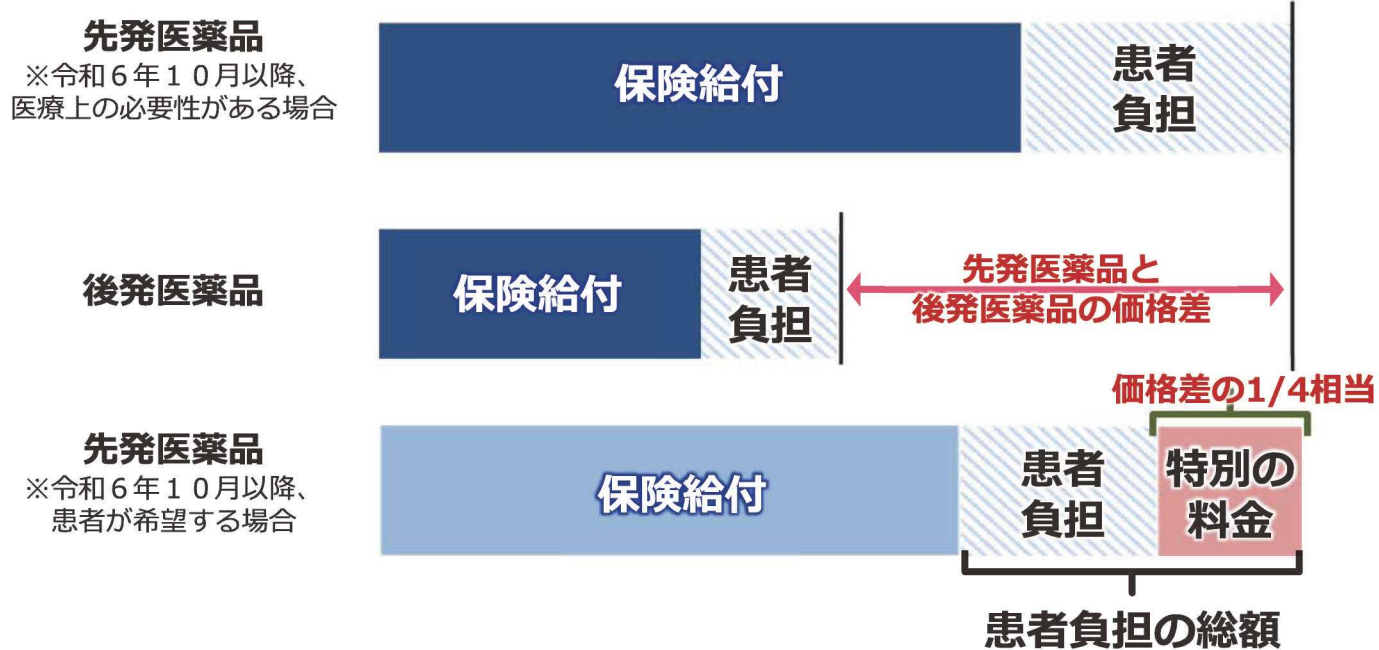 先発医薬品
※令和６年１０月以降、
医療上の必要性がある場合
保険給付
患者
負担
後発医薬品
保険給付
患者
負担
先発医薬品と
後発医薬品の価格差
価格差の1/4相当
先発医薬品
※令和６年１０月以降、
患者が希望する場合
保険給付
患者
負担
特別の
料金
患者負担の総額